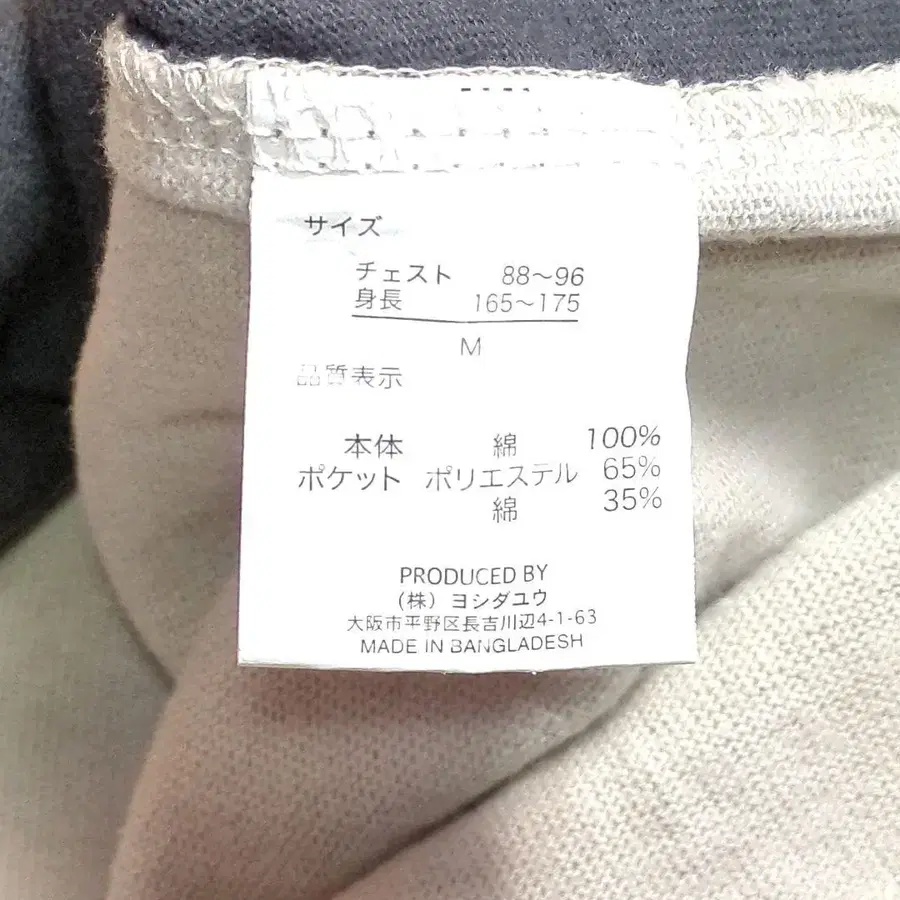 サイズ
チェスト 88〜96
身長 165〜175
M
品質表示
本体 綿 100%
ポケット ポリエステル 65%
綿 35%
PRODUCED BY
(株) ヨシダユウ
大阪市平野区長吉川辺4-1-63
MADE IN BANGLADESH